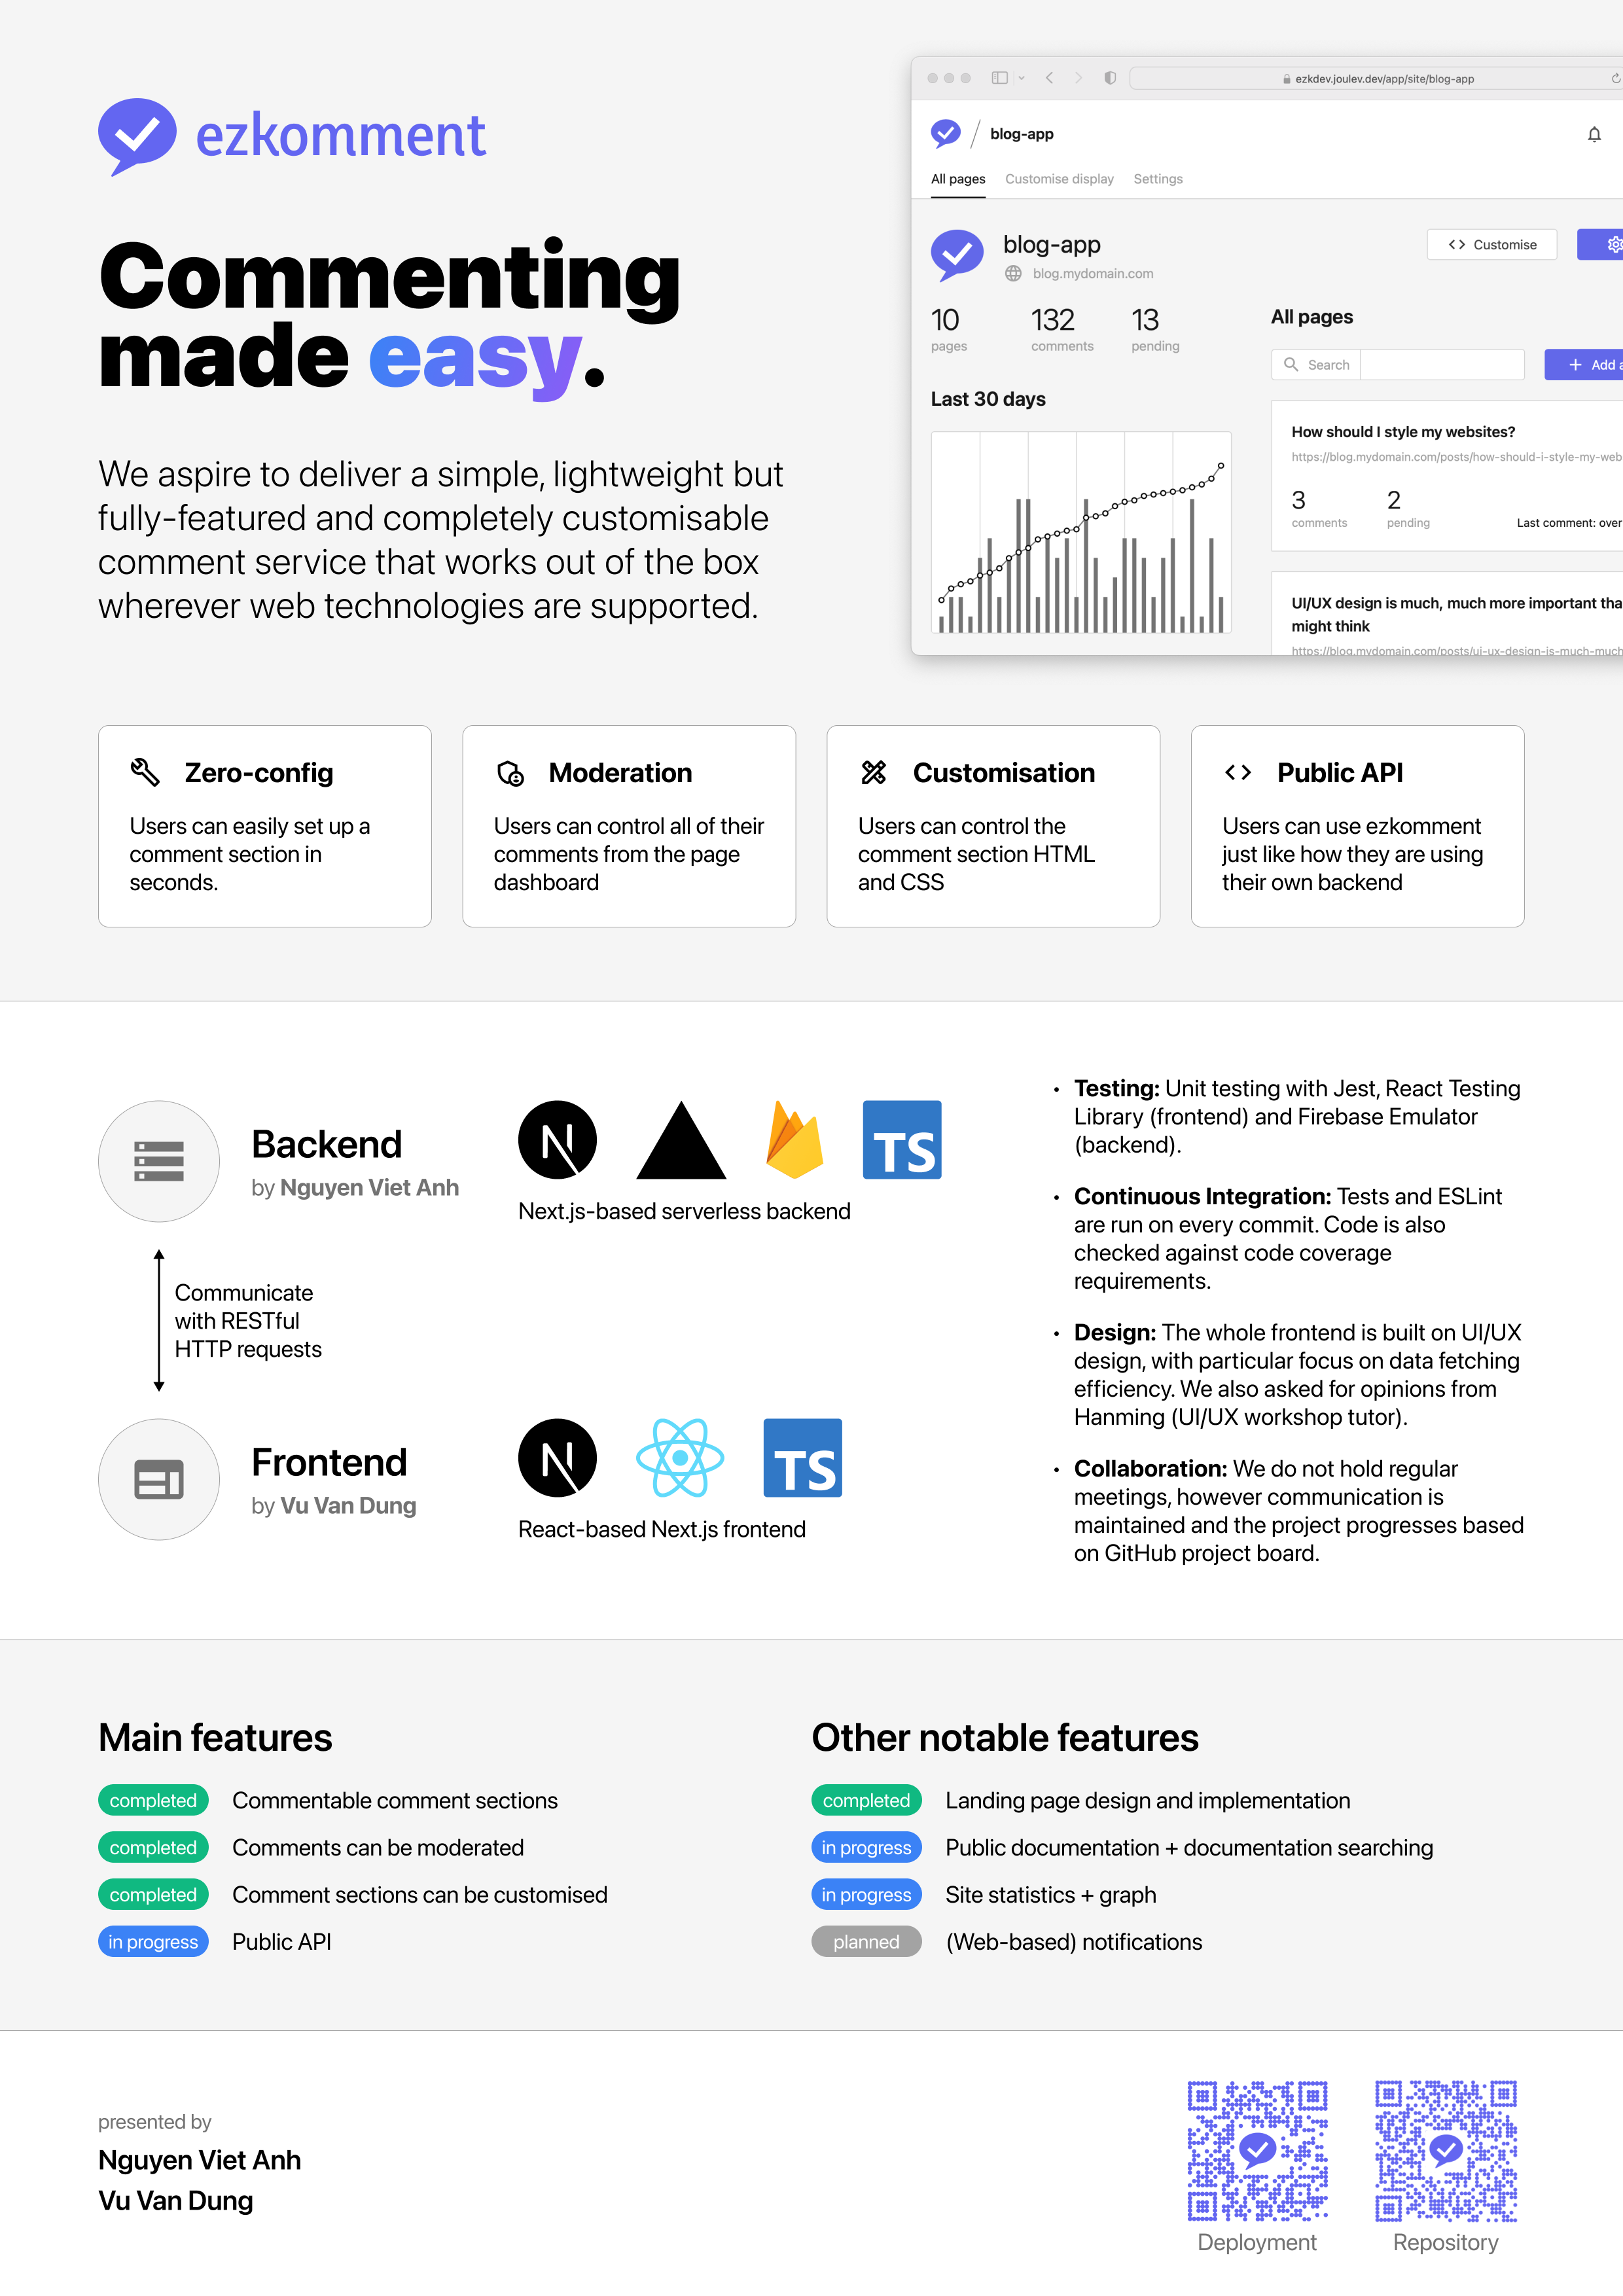 ezkomment
Commenting
made easy.
We aspire to deliver a simple, lightweight but
fully-featured and completely customisable
comment service that works out of the box
wherever web technologies are supported.
ezkdev.joulev.dev/app/site/blog-app
blog-app
All pages Customise display Settings
blog-app
blog.mydomain.com
Customise
10 132 13
pages comments pending
Last 30 days
All pages
Search
Add
How should I style my websites?
https://blog.mydomain.com/posts/how-should-i-style-my-web
3 2
comments pending
Last comment: over
UI/UX design is much, much more important tha
might think
https://blog.mydomain.com/posts/ui-ux-design-is-much-much
Zero-config
Users can easily set up a
comment section in
seconds.
Moderation
Users can control all of their
comments from the page
dashboard
Customisation
Users can control the
comment section HTML
and CSS
Public API
Users can use ezkomment
just like how they are using
their own backend
Backend
by Nguyen Viet Anh
N
TS
Next.js-based serverless backend
Communicate
with RESTful
HTTP requests
Frontend
by Vu Van Dung
N
TS
React-based Next.js frontend
• Testing: Unit testing with Jest, React Testing
Library (frontend) and Firebase Emulator
(backend).
• Continuous Integration: Tests and ESLint
are run on every commit. Code is also
checked against code coverage
requirements.
• Design: The whole frontend is built on UI/UX
design, with particular focus on data fetching
efficiency. We also asked for opinions from
Hanming (UI/UX workshop tutor).
• Collaboration: We do not hold regular
meetings, however communication is
maintained and the project progresses based
on GitHub project board.
Main features
completed Commentable comment sections
completed Comments can be moderated
completed Comment sections can be customised
in progress Public API
Other notable features
completed Landing page design and implementation
in progress Public documentation + documentation searching
in progress Site statistics + graph
planned (Web-based) notifications
presented by
Nguyen Viet Anh
Vu Van Dung
Deployment
Repository